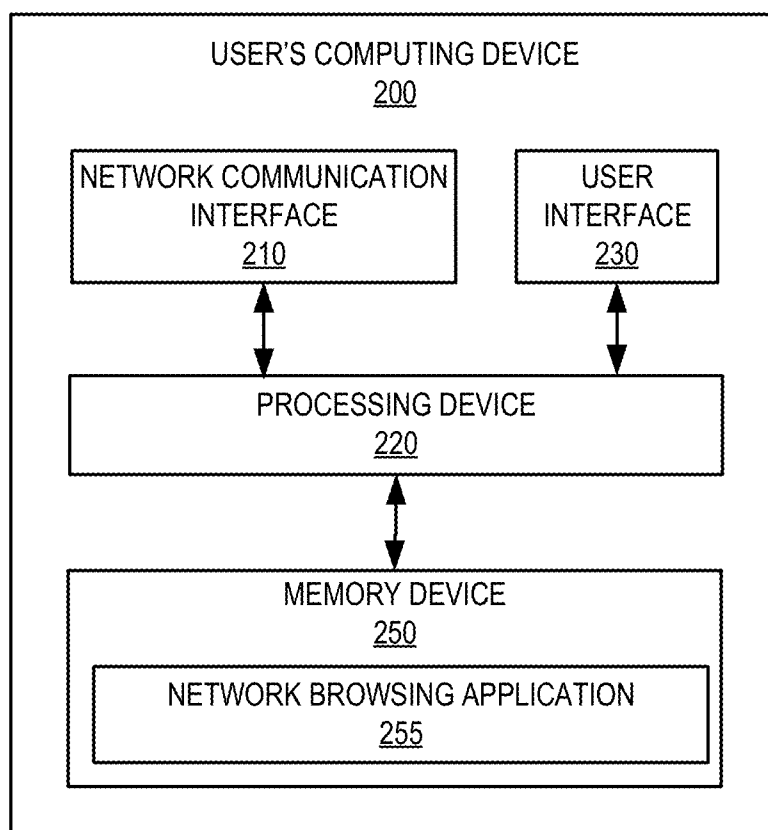 USER'S COMPUTING DEVICE
200
NETWORK COMMUNICATION
INTERFACE
210
USER
INTERFACE
230
PROCESSING DEVICE
220
MEMORY DEVICE
250
NETWORK BROWSING APPLICATION
255